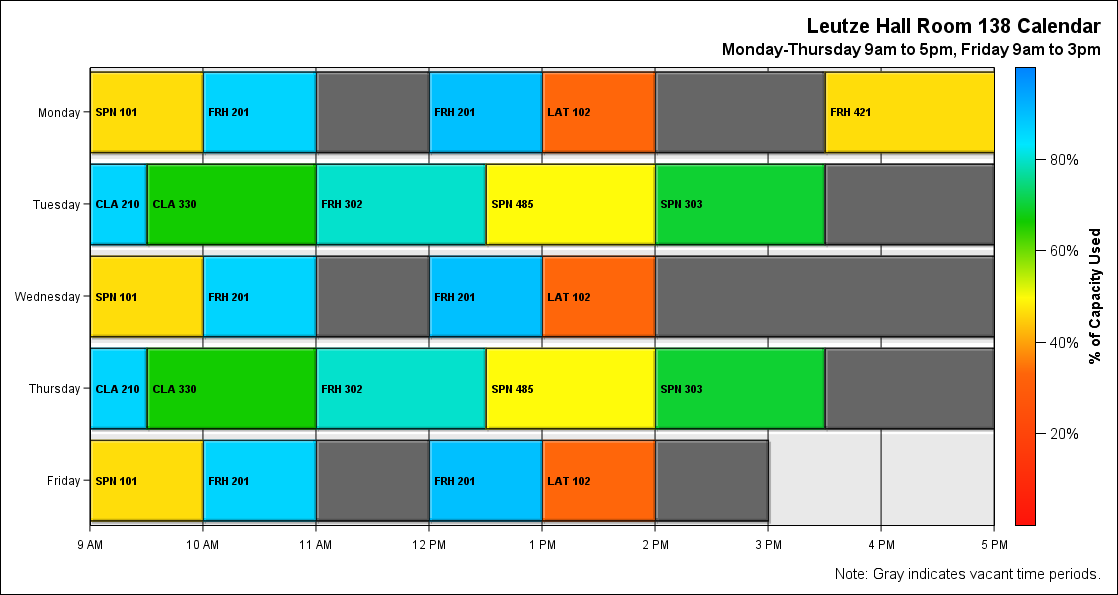 Leutze Hall Room 138 Calendar
Monday-Thursday 9am to 5pm, Friday 9am to 3pm
Monday
SPN 101
FRH 201
FRH 201
LAT 102
FRH 421
Tuesday
CLA 210
CLA 330
FRH 302
SPN 485
SPN 303
Wednesday
SPN 101
FRH 201
FRH 201
LAT 102
Thursday
CLA 210
CLA 330
FRH 302
SPN 485
SPN 303
Friday
SPN 101
FRH 201
FRH 201
LAT 102
9 AM
10 AM
11 AM
12 PM
1 PM
2 PM
3 PM
4 PM
5 PM
80%
60%
40%
20%
% of Capacity Used
Note: Gray indicates vacant time periods.